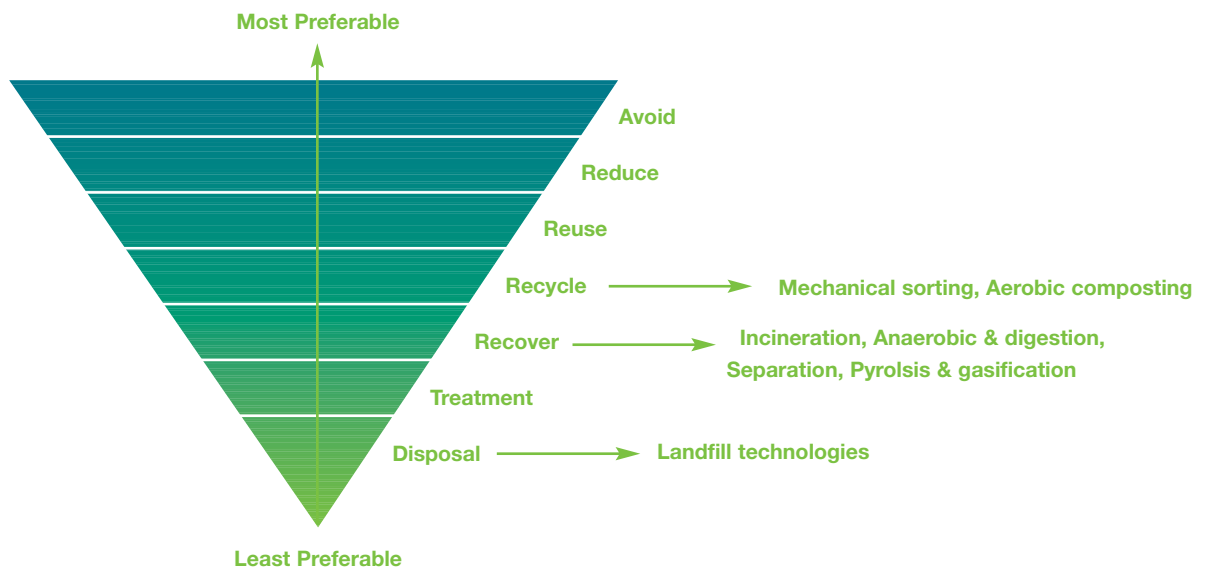 Most Preferable
Avoid
Reduce
Reuse
Recycle
Mechanical sorting, Aerobic composting
Recover
Incineration, Anaerobic & digestion,
Separation, Pyrolsis & gasification
Treatment
Disposal
Landfill technologies
Least Preferable